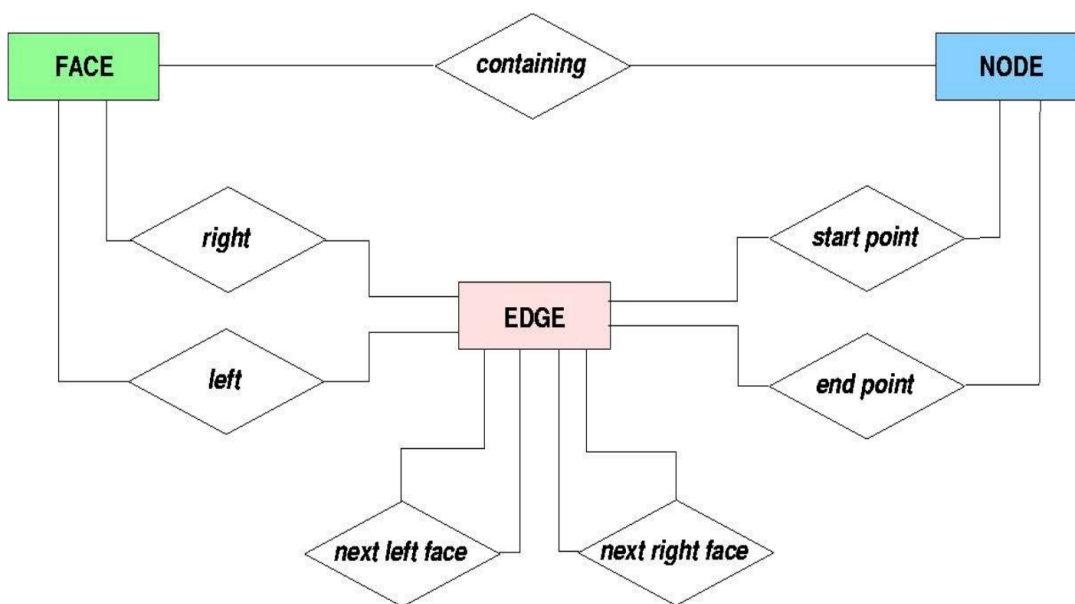 FACE
containing
NODE
right
start point
EDGE
left
end point
next left face
next right face